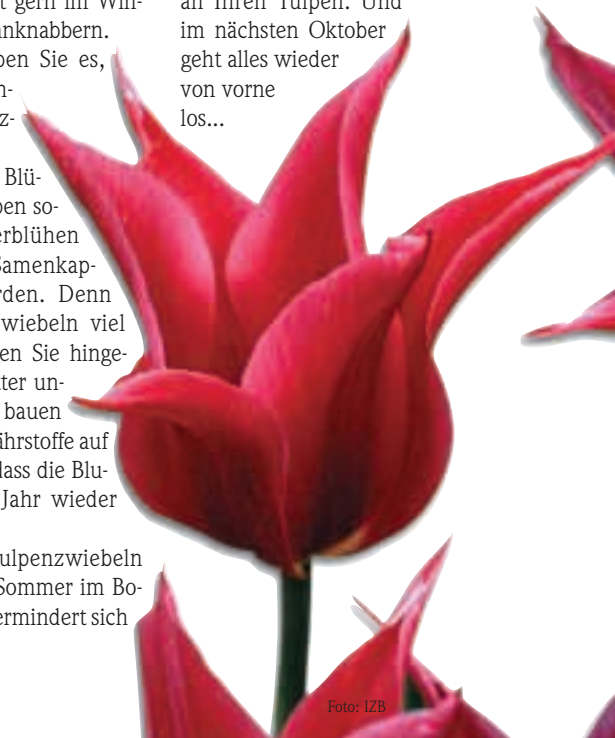 t gern im Win-
nknabbern.
ben Sie es,
n-
z-
Blü-
ben so-
erblühen
Samenkap-
rden. Denn
wiebeln viel
en Sie hinge-
ter un-
bauen
ährstoffe auf
dass die Blu-
Jahr wieder
ulpenzwiebeln
Sommer im Bo-
ermindert sich
an Ihren Tulpen. Und
im nächsten Oktober
geht alles wieder
von vorne
los...
Foto: IZB